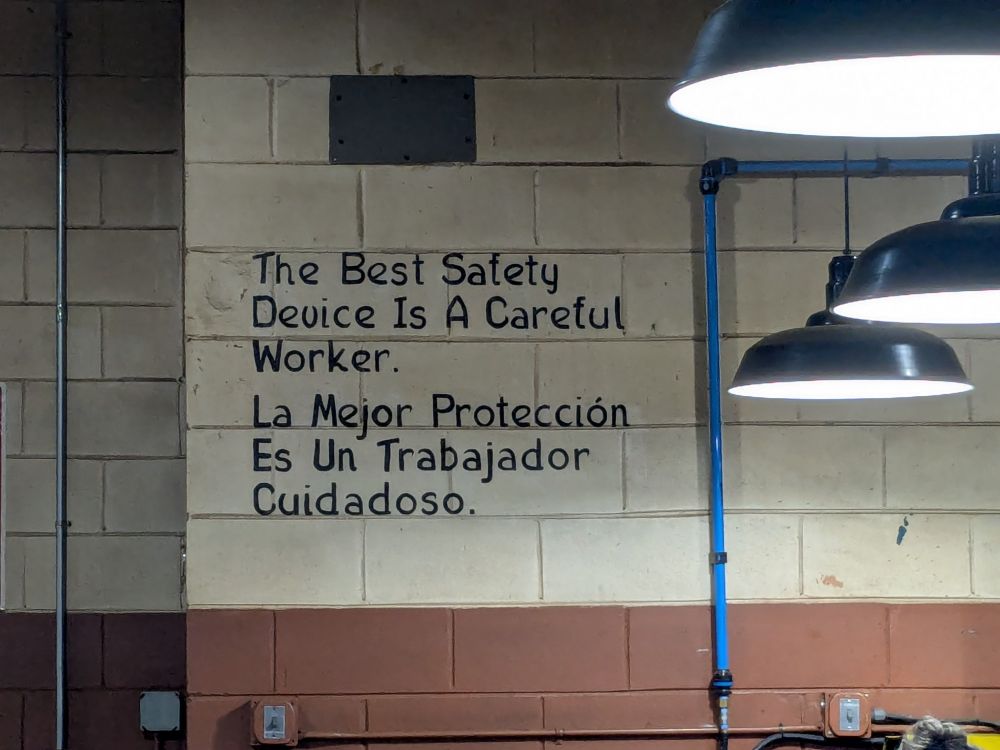 The Best Safety
Device Is A Careful
Worker.
La Mejor Protección
Es Un Trabajador
Cuidadoso.